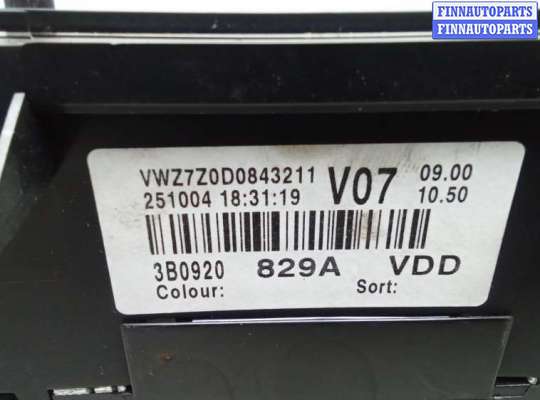 FINNAUTOPARTS
FINNAUTOPARTS
VWZ7Z0D0843211 V07 09.00
251004 18:31:19 10.50
3B0920 829A VDD
Colour: Sort: